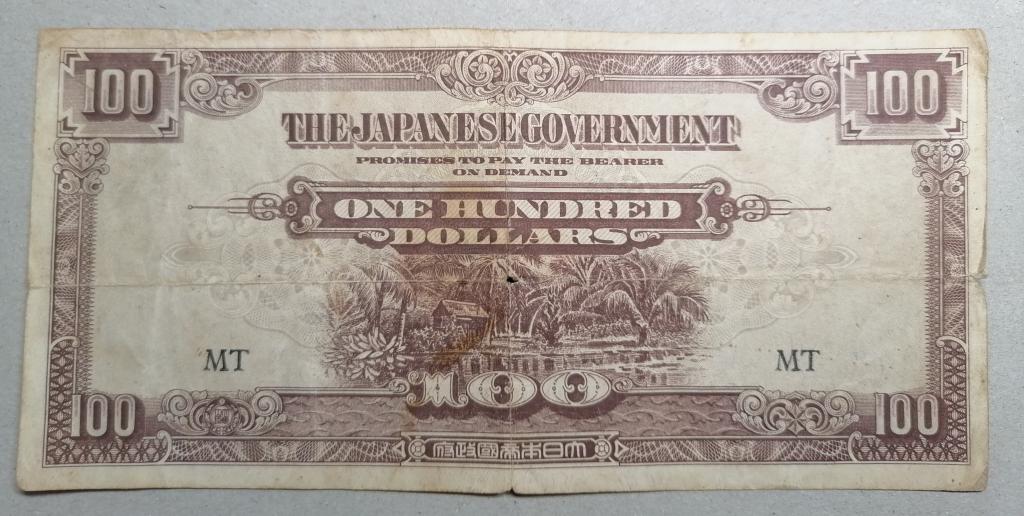 100 100
THE JAPANESE GOVERNMENT
PROMISES TO PAY THE BEARER
ON DEMAND
ONE HUNDRED
DOLLARS
MT MT
100
100 100
大日本帝國政府